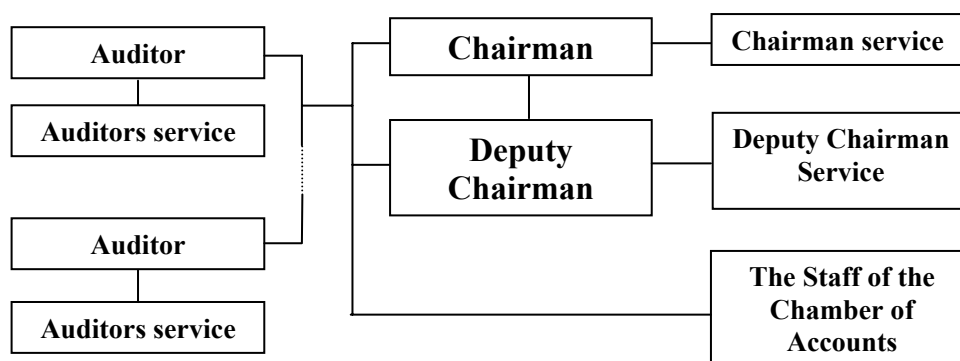 Auditor
Auditors service
Auditor
Auditors service
Chairman
Deputy
Chairman
Chairman service
Deputy Chairman
Service
The Staff of the
Chamber of
Accounts